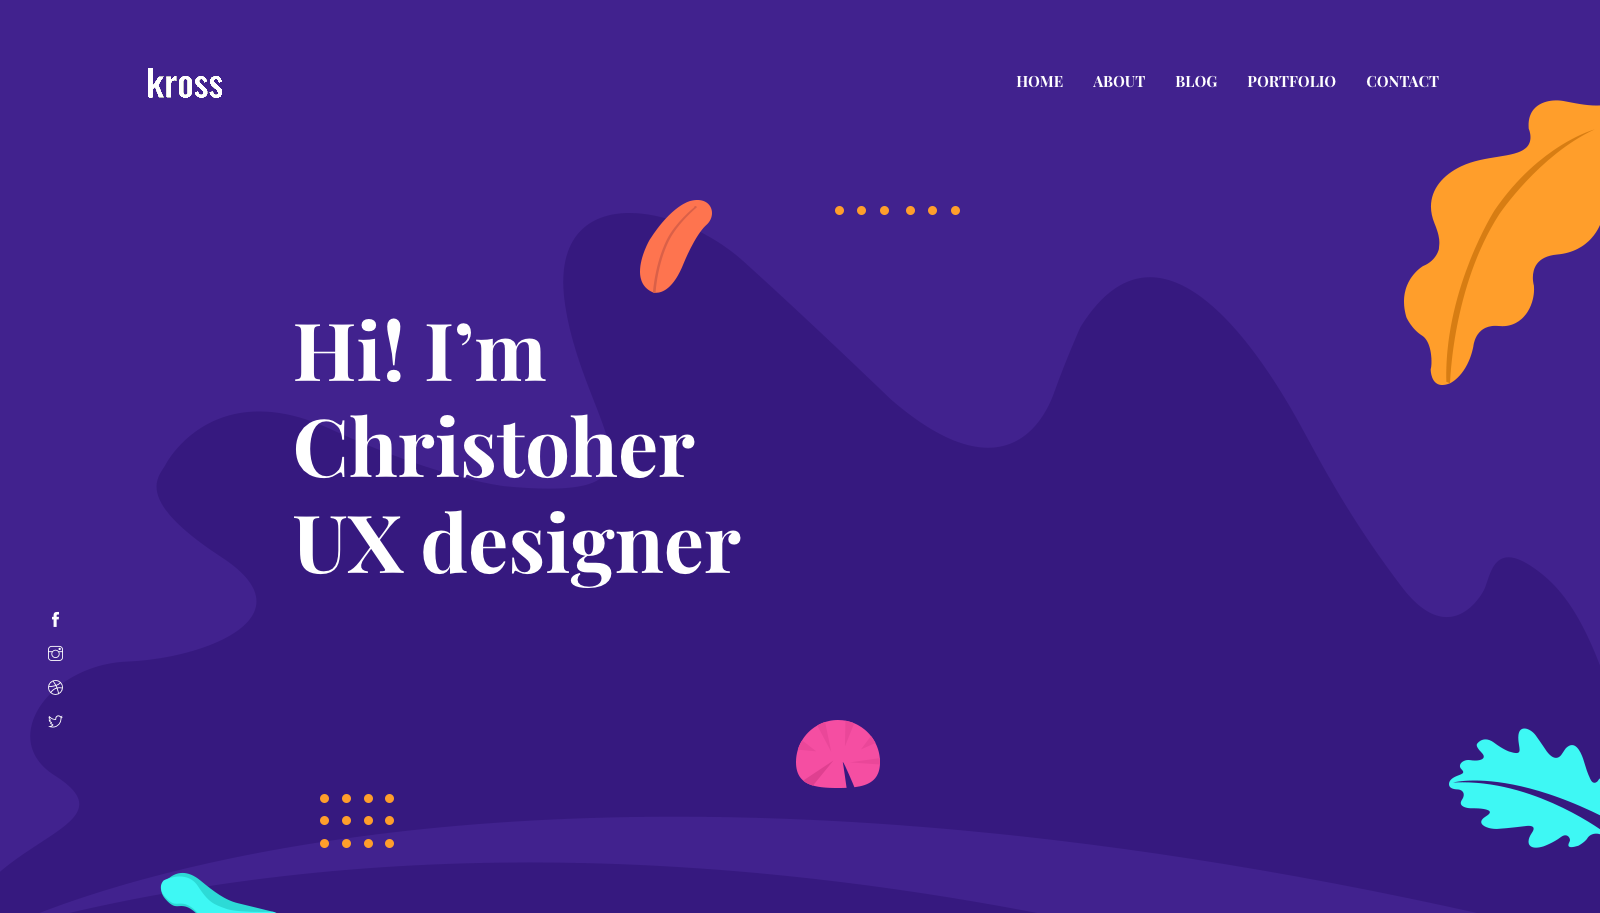 kross
HOME ABOUT BLOG PORTFOLIO CONTACT
Hi! I’m
Christoher
UX designer